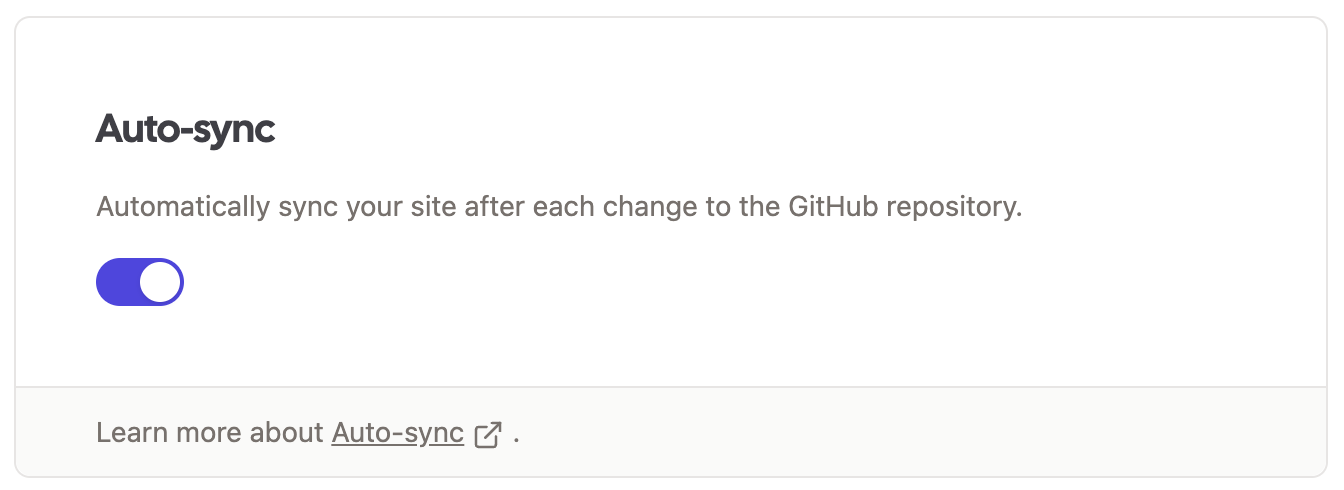 Auto-sync
Automatically sync your site after each change to the GitHub repository.
Learn more about Auto-sync .